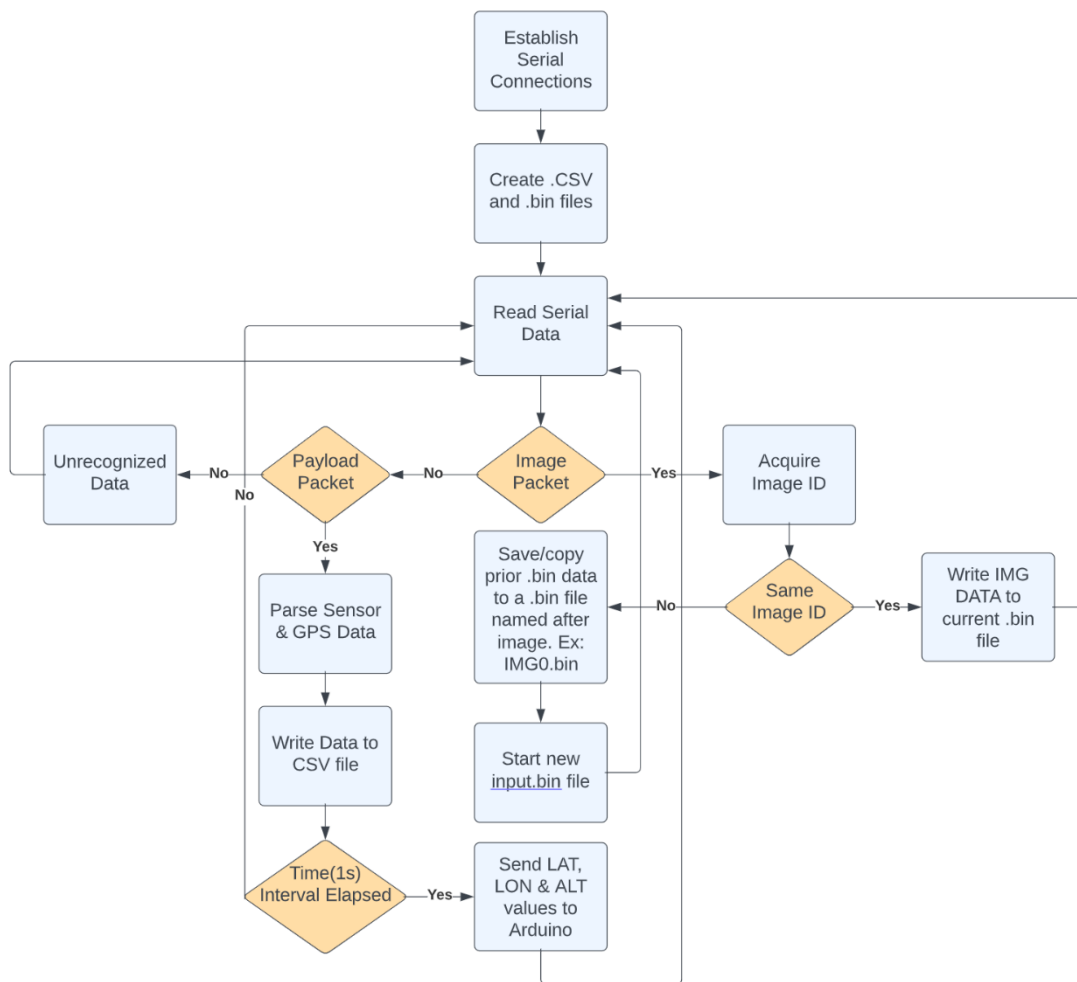 Establish
Serial
Connections
Create .CSV
and .bin files
Read Serial
Data
Unrecognized
Data
No
Payload
Packet
No
No
Image
Packet
Yes
Acquire
Image ID
Yes
Save/copy
prior .bin data
to a .bin file
named after
image. Ex:
IMG0.bin
No
Same
Image ID
Yes
Write IMG
DATA to
current .bin
file
Parse Sensor
& GPS Data
Write Data to
CSV file
Start new
input.bin file
Time(1s)
Interval Elapsed
Yes
Send LAT,
LON & ALT
values to
Arduino